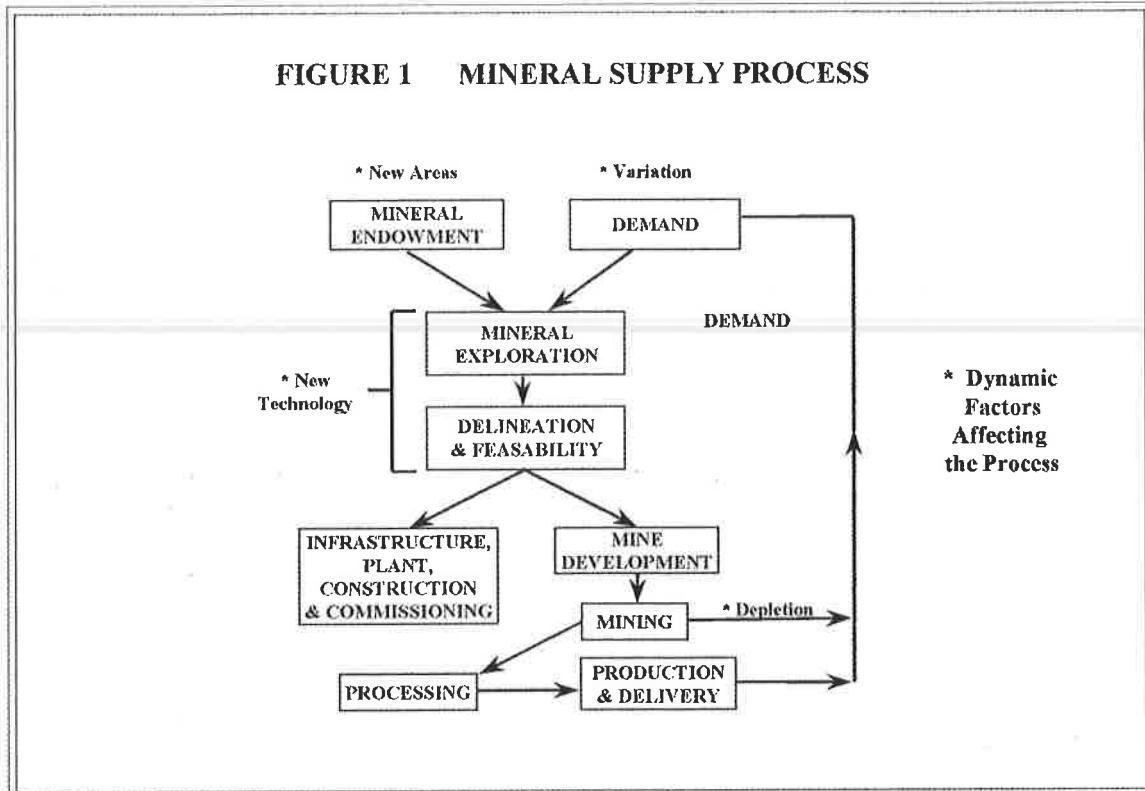 FIGURE 1 MINERAL SUPPLY PROCESS
* New Areas
* Variation
MINERAL
ENDOWMENT
DEMAND
MINERAL
EXPLORATION
DEMAND
* New
Technology
DELINEATION
& FEASABILITY
* Dynamic
Factors
Affecting
the Process
INFRASTRUCTURE,
PLANT,
CONSTRUCTION
& COMMISSIONING
MINE
DEVELOPMENT
MINING
* Depletion
PROCESSING
PRODUCTION
& DELIVERY